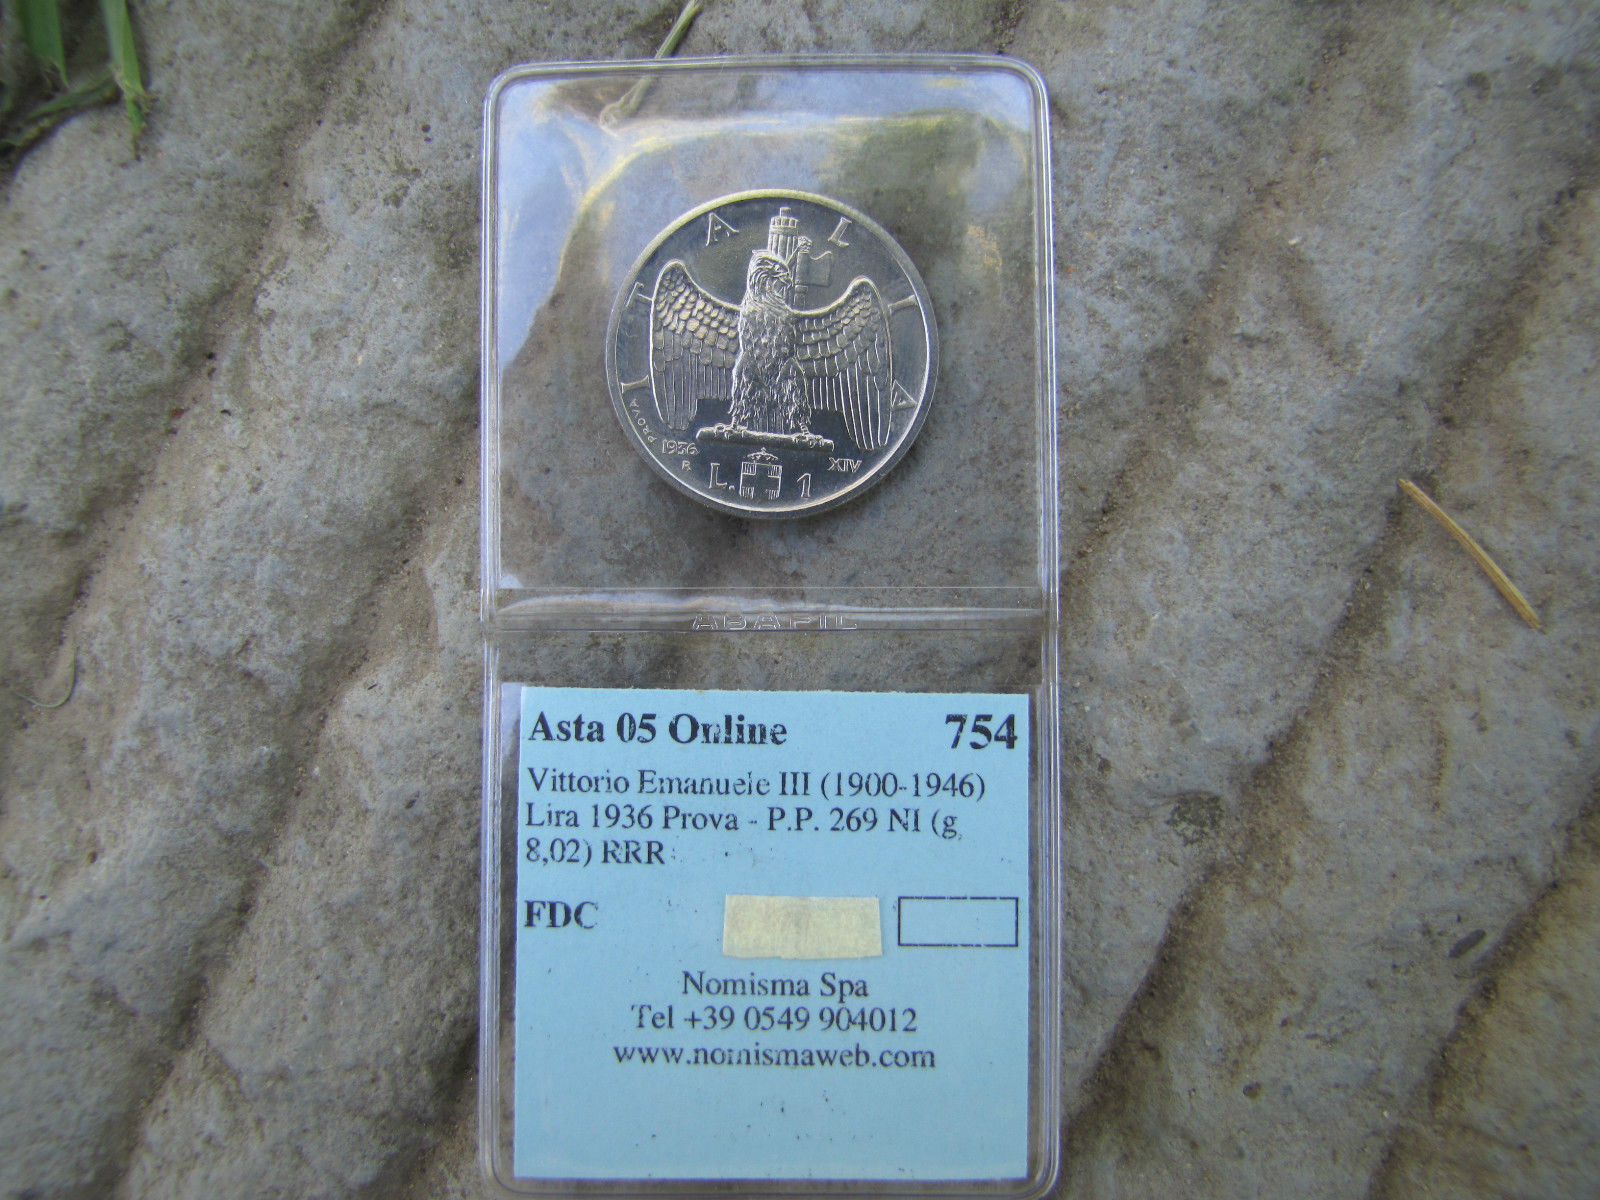 ITALIA
PROVA
1936
R
XIV
L. 1
ABAFIL
Asta 05 Online 754
Vittorio Emanuele III (1900-1946)
Lira 1936 Prova - P.P. 269 NI (g.
8,02) RRR
FDC
Nomisma Spa
Tel +39 0549 904012
www.nomismaweb.com